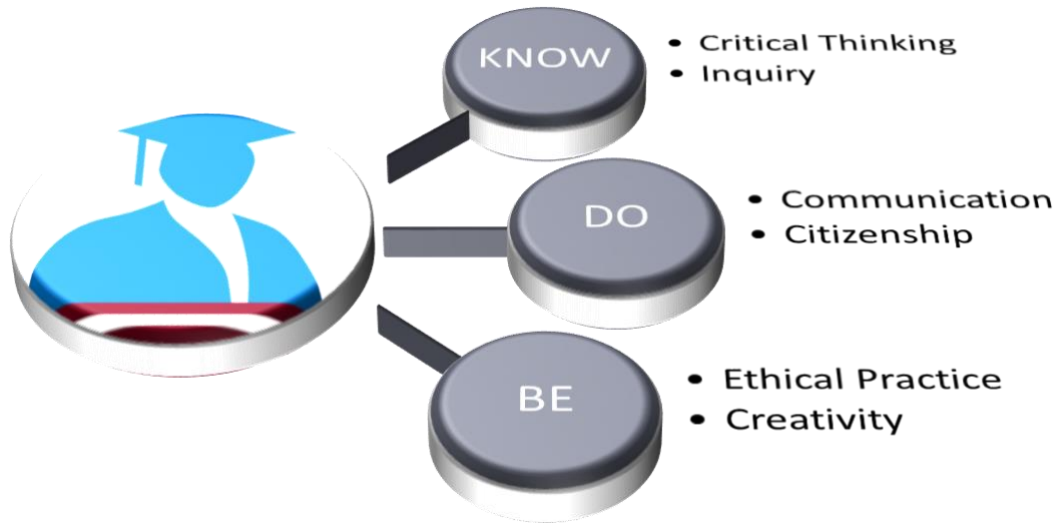 KNOW
• Critical Thinking
• Inquiry
DO
• Communication
• Citizenship
BE
• Ethical Practice
• Creativity